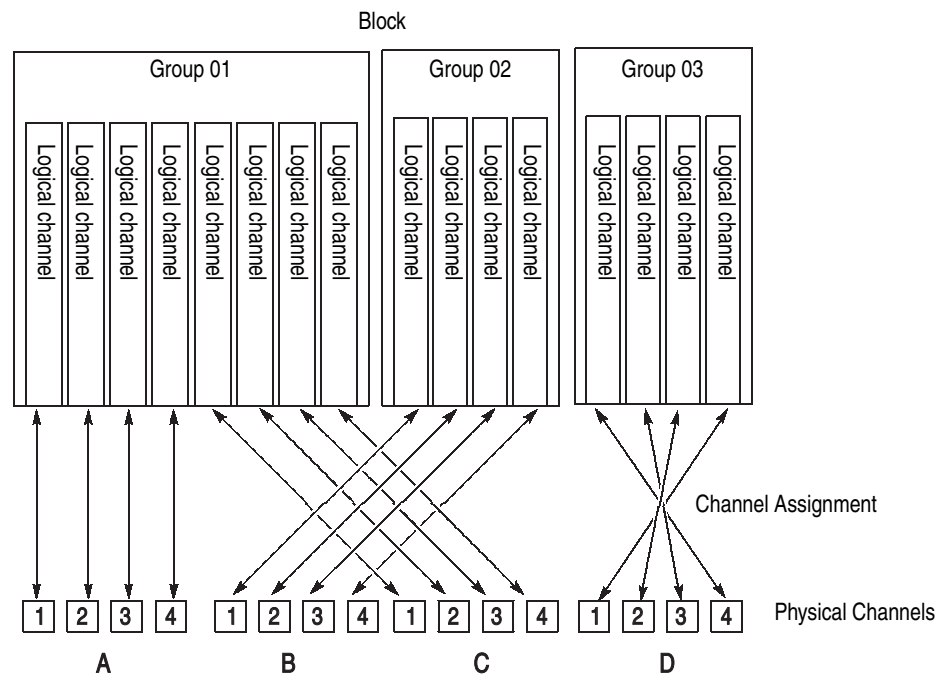 Block
Group 01 Group 02 Group 03
Logical channel Logical channel Logical channel Logical channel Logical channel Logical channel Logical channel Logical channel Logical channel Logical channel Logical channel Logical channel Logical channel Logical channel Logical channel Logical channel
Channel Assignment
1 2 3 4 1 2 3 4 1 2 3 4 1 2 3 4 Physical Channels
A B C D